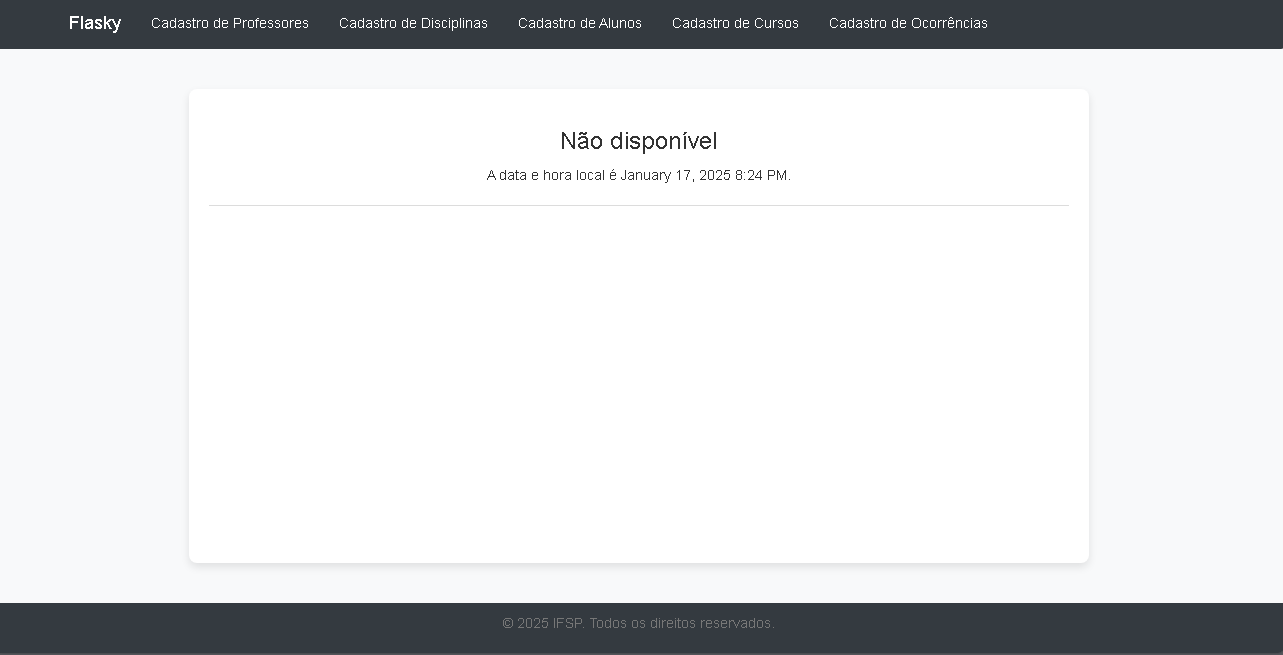 Flasky Cadastro de Professores Cadastro de Disciplinas Cadastro de Alunos Cadastro de Cursos Cadastro de Ocorrências
Não disponível
A data e hora local é January 17, 2025 8:24 PM.
© 2025 IFSP. Todos os direitos reservados.